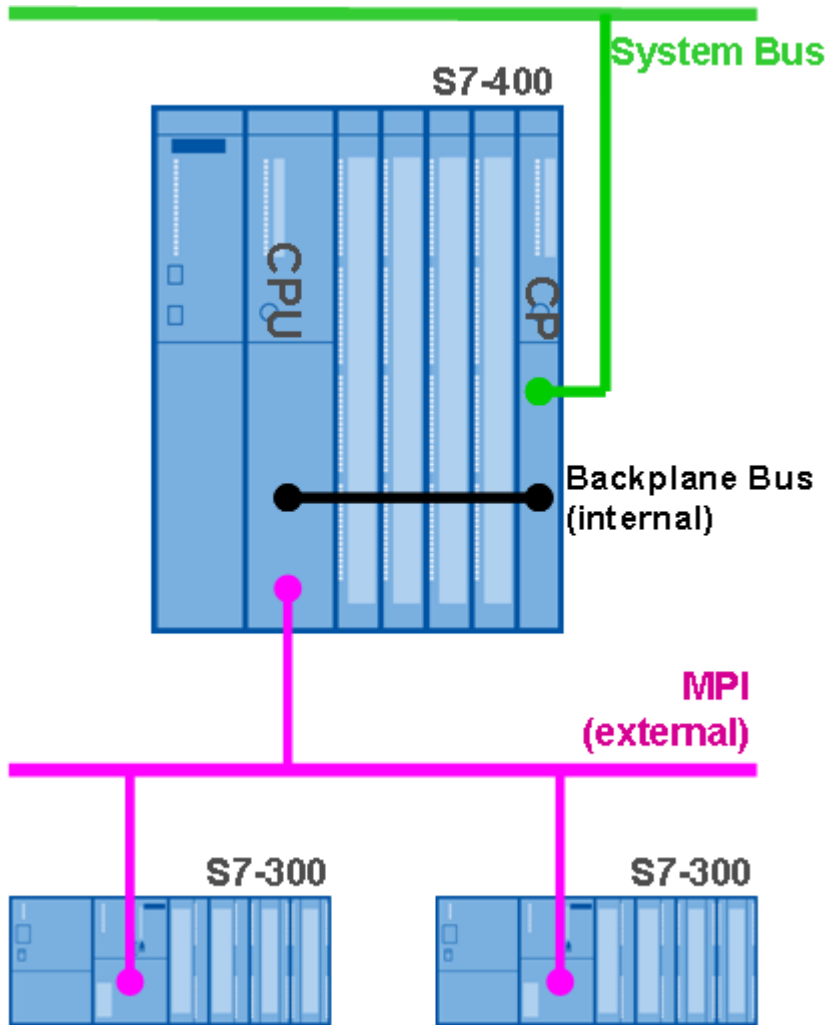 System Bus
S7-400
CPU
CP
Backplane Bus
(internal)
MPI
(external)
S7-300
S7-300